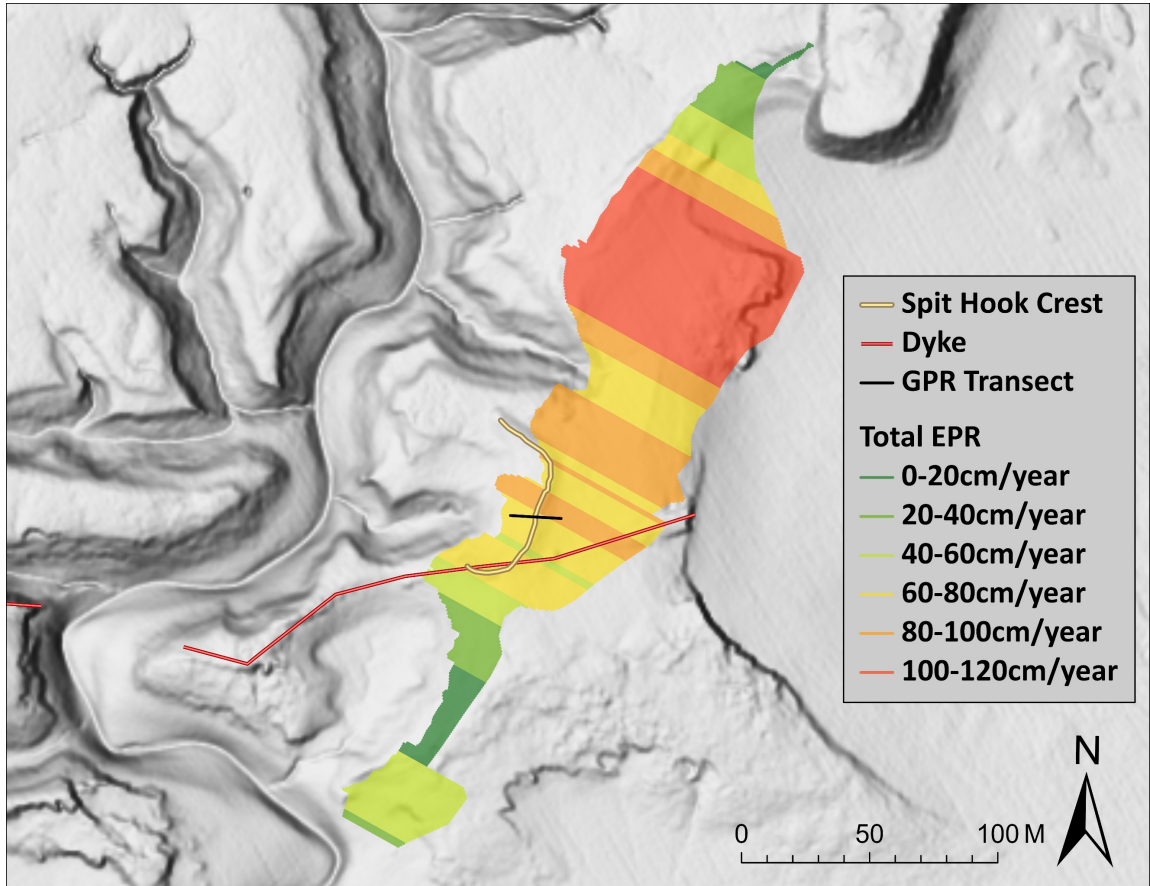 Spit Hook Crest
Dyke
GPR Transect
Total EPR
0-20cm/year
20-40cm/year
40-60cm/year
60-80cm/year
80-100cm/year
100-120cm/year
N
0 50 100 M